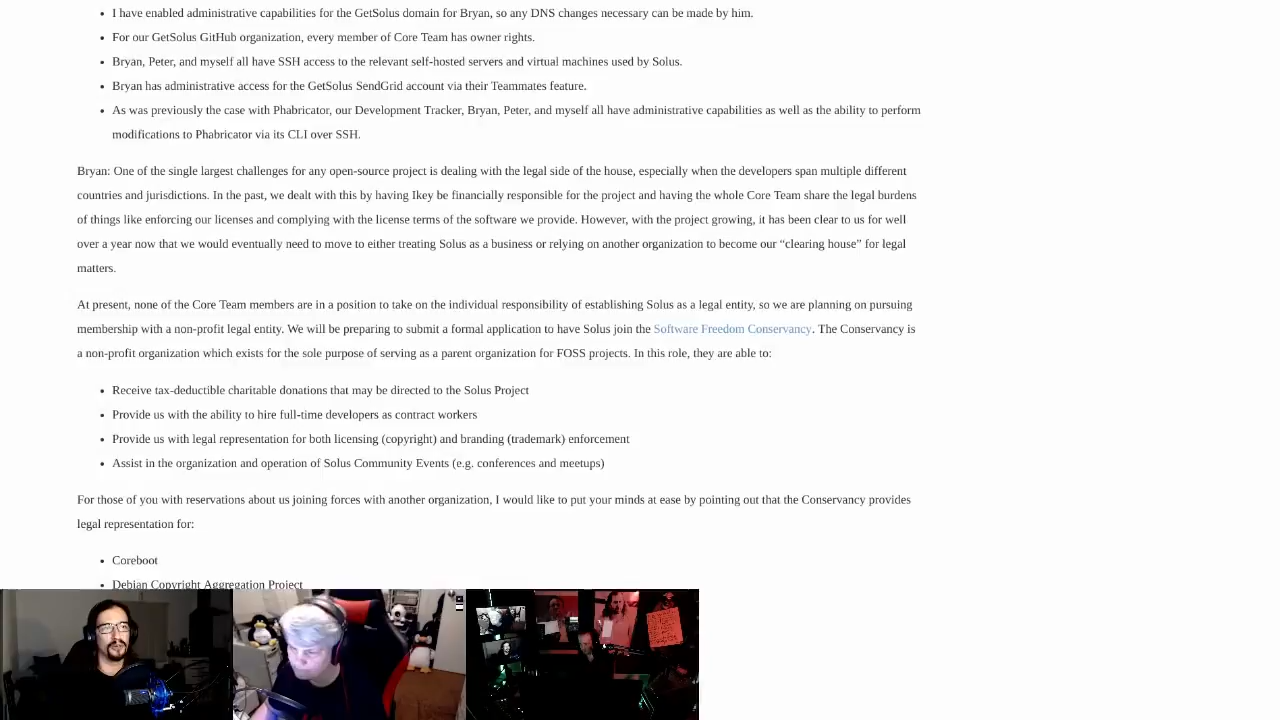 • I have enabled administrative capabilities for the GetSolus domain for Bryan, so any DNS changes necessary can be made by him.
• For our GetSolus GitHub organization, every member of Core Team has owner rights.
• Bryan, Peter, and myself all have SSH access to the relevant self-hosted servers and virtual machines used by Solus.
• Bryan has administrative access for the GetSolus SendGrid account via their Teammates feature.
• As was previously the case with Phabricator, our Development Tracker, Bryan, Peter, and myself all have administrative capabilities as well as the ability to perform
modifications to Phabricator via its CLI over SSH.
Bryan: One of the single largest challenges for any open-source project is dealing with the legal side of the house, especially when the developers span multiple different
countries and jurisdictions. In the past, we dealt with this by having Ikey be financially responsible for the project and having the whole Core Team share the legal burdens
of things like enforcing our licenses and complying with the license terms of the software we provide. However, with the project growing, it has been clear to us for well
over a year now that we would eventually need to move to either treating Solus as a business or relying on another organization to become our “clearing house” for legal
matters.
At present, none of the Core Team members are in a position to take on the individual responsibility of establishing Solus as a legal entity, so we are planning on pursuing
membership with a non-profit legal entity. We will be preparing to submit a formal application to have Solus join the Software Freedom Conservancy. The Conservancy is
a non-profit organization which exists for the sole purpose of serving as a parent organization for FOSS projects. In this role, they are able to:
• Receive tax-deductible charitable donations that may be directed to the Solus Project
• Provide us with the ability to hire full-time developers as contract workers
• Provide us with legal representation for both licensing (copyright) and branding (trademark) enforcement
• Assist in the organization and operation of Solus Community Events (e.g. conferences and meetups)
For those of you with reservations about us joining forces with another organization, I would like to put your minds at ease by pointing out that the Conservancy provides
legal representation for:
• Coreboot
• Debian Copyright Aggregation Project